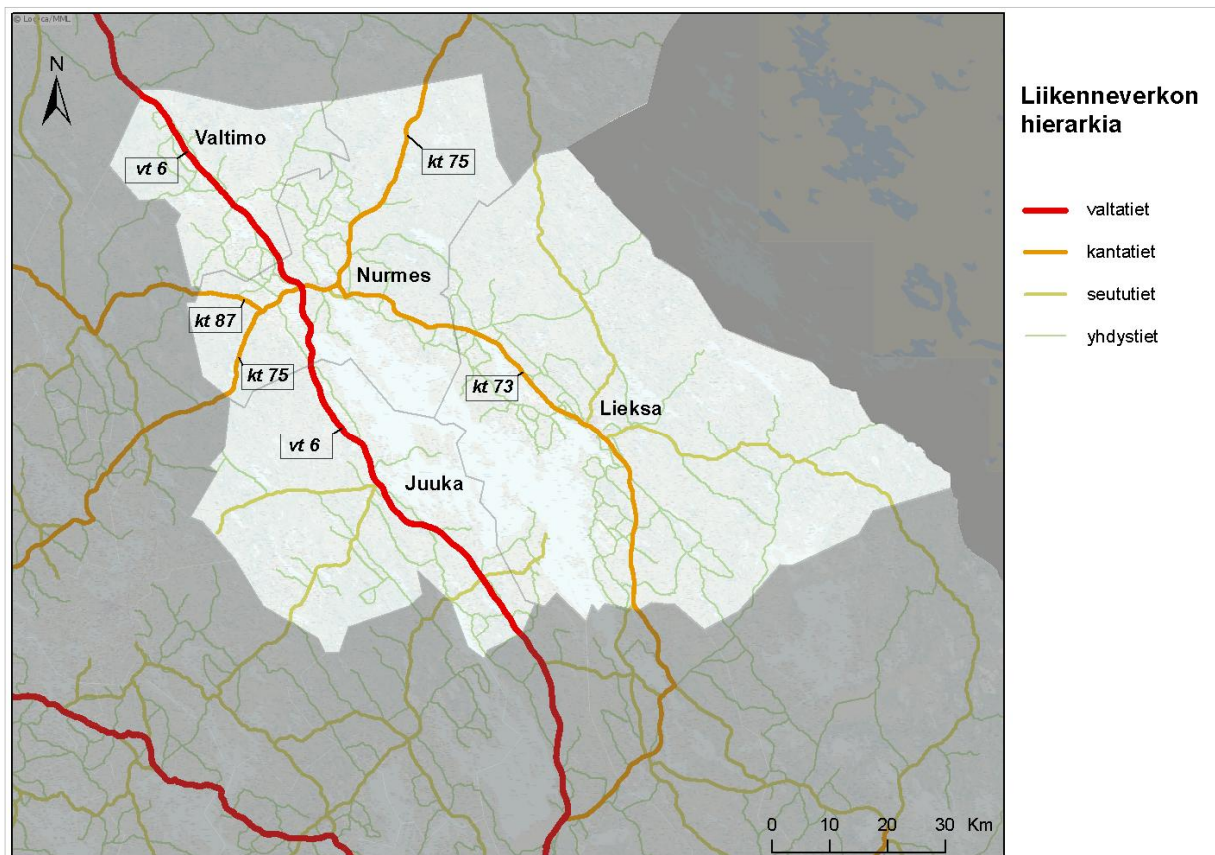 © Logica/MML
N
Valtimo
vt 6
kt 75
Nurmes
kt 87
kt 75
kt 73
Lieksa
vt 6
Juuka
0 10 20 30 Km
Liikenneverkon
hierarkia
valtatiet
kantatiet
seututiet
yhdystiet